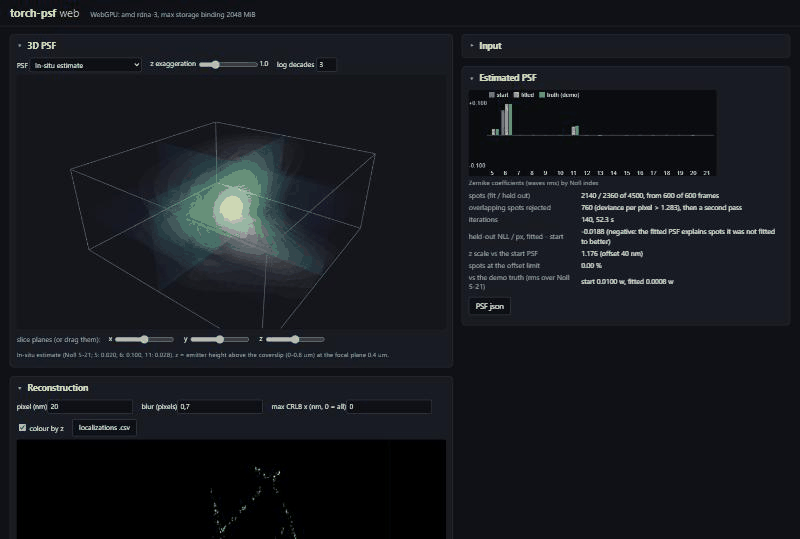 torch-psf web WebGPU: amd rdna-3, max storage binding 2048 MiB
3D PSF
PSF In-situ estimate z exaggeration 1.0 log decades 3
slice planes (or drag them): x y z
In-situ estimate (Noll 5-21; 5: 0.020, 6: 0.100, 11: 0.028). z = emitter height above the coverslip (0-0.8 um) at the focal plane 0.4 um.
Reconstruction
pixel (nm) 20 blur (pixels) 0,7 max CRLB x (nm, 0 = all) 0
colour by z localizations .csv
Input
Estimated PSF
start fitted truth (demo)
+0.100
-0.100
5 6 7 8 9 10 11 12 13 14 15 16 17 18 19 20 21
Zernike coefficients (waves rms) by Noll index
spots (fit / held out) 2140 / 2360 of 4500, from 600 of 600 frames
overlapping spots rejected 760 (deviance per pixel > 1.283), then a second pass
iterations 140, 52.3 s
held-out NLL / px, fitted - start -0.0188 (negative: the fitted PSF explains spots it was not fitted
to better)
z scale vs the start PSF 1.176 (offset 40 nm)
spots at the offset limit 0.00 %
vs the demo truth (rms over Noll
5-21) start 0.0100 w, fitted 0.0008 w
PSF json